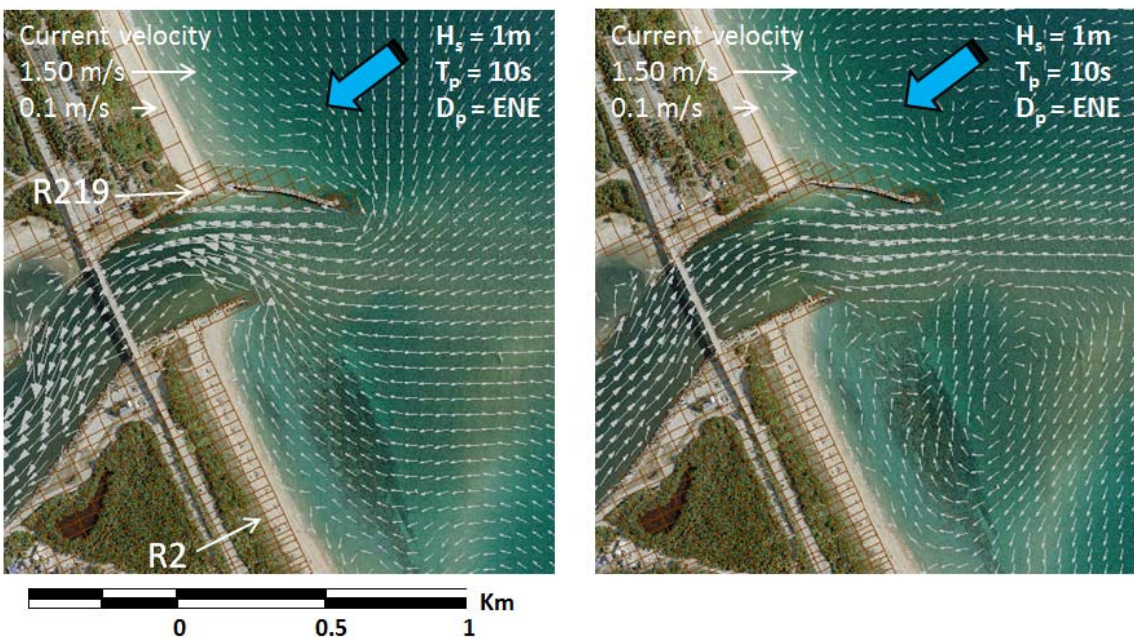 Current velocity
1.50 m/s
0.1 m/s
Hs = 1m
Tp = 10s
Dp = ENE
R219
R2
Current velocity
1.50 m/s
0.1 m/s
Hs = 1m
Tp = 10s
Dp = ENE
Km
0 0.5 1